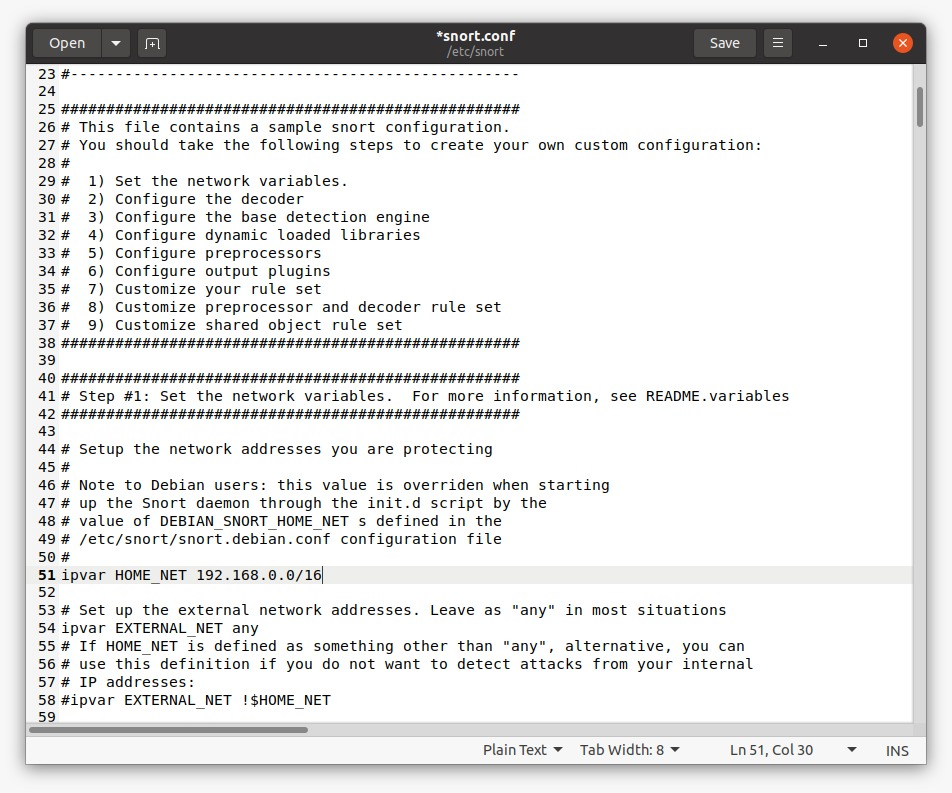 Open
*snort.conf
/etc/snort
Save
23 #--------------------------------------------------
24
25 ###################################################
26 # This file contains a sample snort configuration.
27 # You should take the following steps to create your own custom configuration:
28 #
29 #  1) Set the network variables.
30 #  2) Configure the decoder
31 #  3) Configure the base detection engine
32 #  4) Configure dynamic loaded libraries
33 #  5) Configure preprocessors
34 #  6) Configure output plugins
35 #  7) Customize your rule set
36 #  8) Customize preprocessor and decoder rule set
37 #  9) Customize shared object rule set
38 ###################################################
39
40 ###################################################
41 # Step #1: Set the network variables.  For more information, see README.variables
42 ###################################################
43
44 # Setup the network addresses you are protecting
45 #
46 # Note to Debian users: this value is overriden when starting
47 # up the Snort daemon through the init.d script by the
48 # value of DEBIAN_SNORT_HOME_NET s defined in the
49 # /etc/snort/snort.debian.conf configuration file
50 #
51 ipvar HOME_NET 192.168.0.0/16
52
53 # Set up the external network addresses. Leave as "any" in most situations
54 ipvar EXTERNAL_NET any
55 # If HOME_NET is defined as something other than "any", alternative, you can
56 # use this definition if you do not want to detect attacks from your internal
57 # IP addresses:
58 #ipvar EXTERNAL_NET !$HOME_NET
59
Plain Text
Tab Width: 8
Ln 51, Col 30
INS